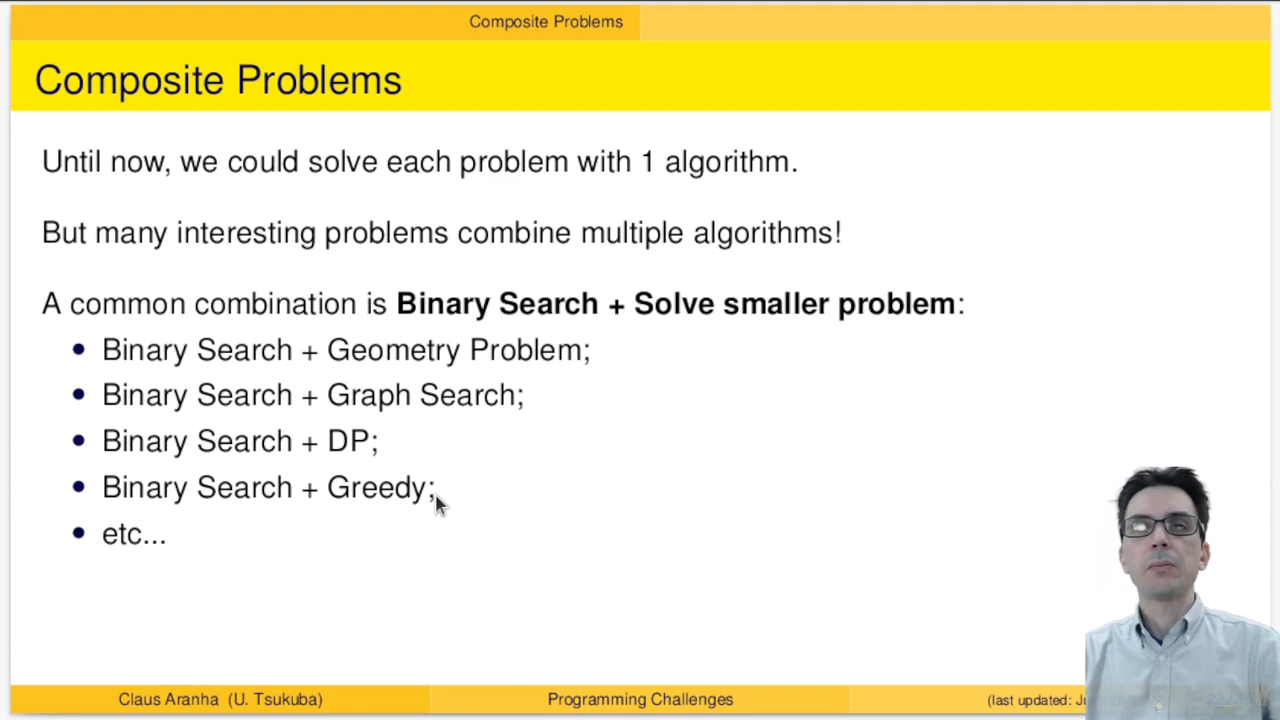 Composite Problems
Composite Problems
Until now, we could solve each problem with 1 algorithm.
But many interesting problems combine multiple algorithms!
A common combination is Binary Search + Solve smaller problem:
• Binary Search + Geometry Problem;
• Binary Search + Graph Search;
• Binary Search + DP;
• Binary Search + Greedy;
• etc...
Claus Aranha (U. Tsukuba)
Programming Challenges
(last updated: